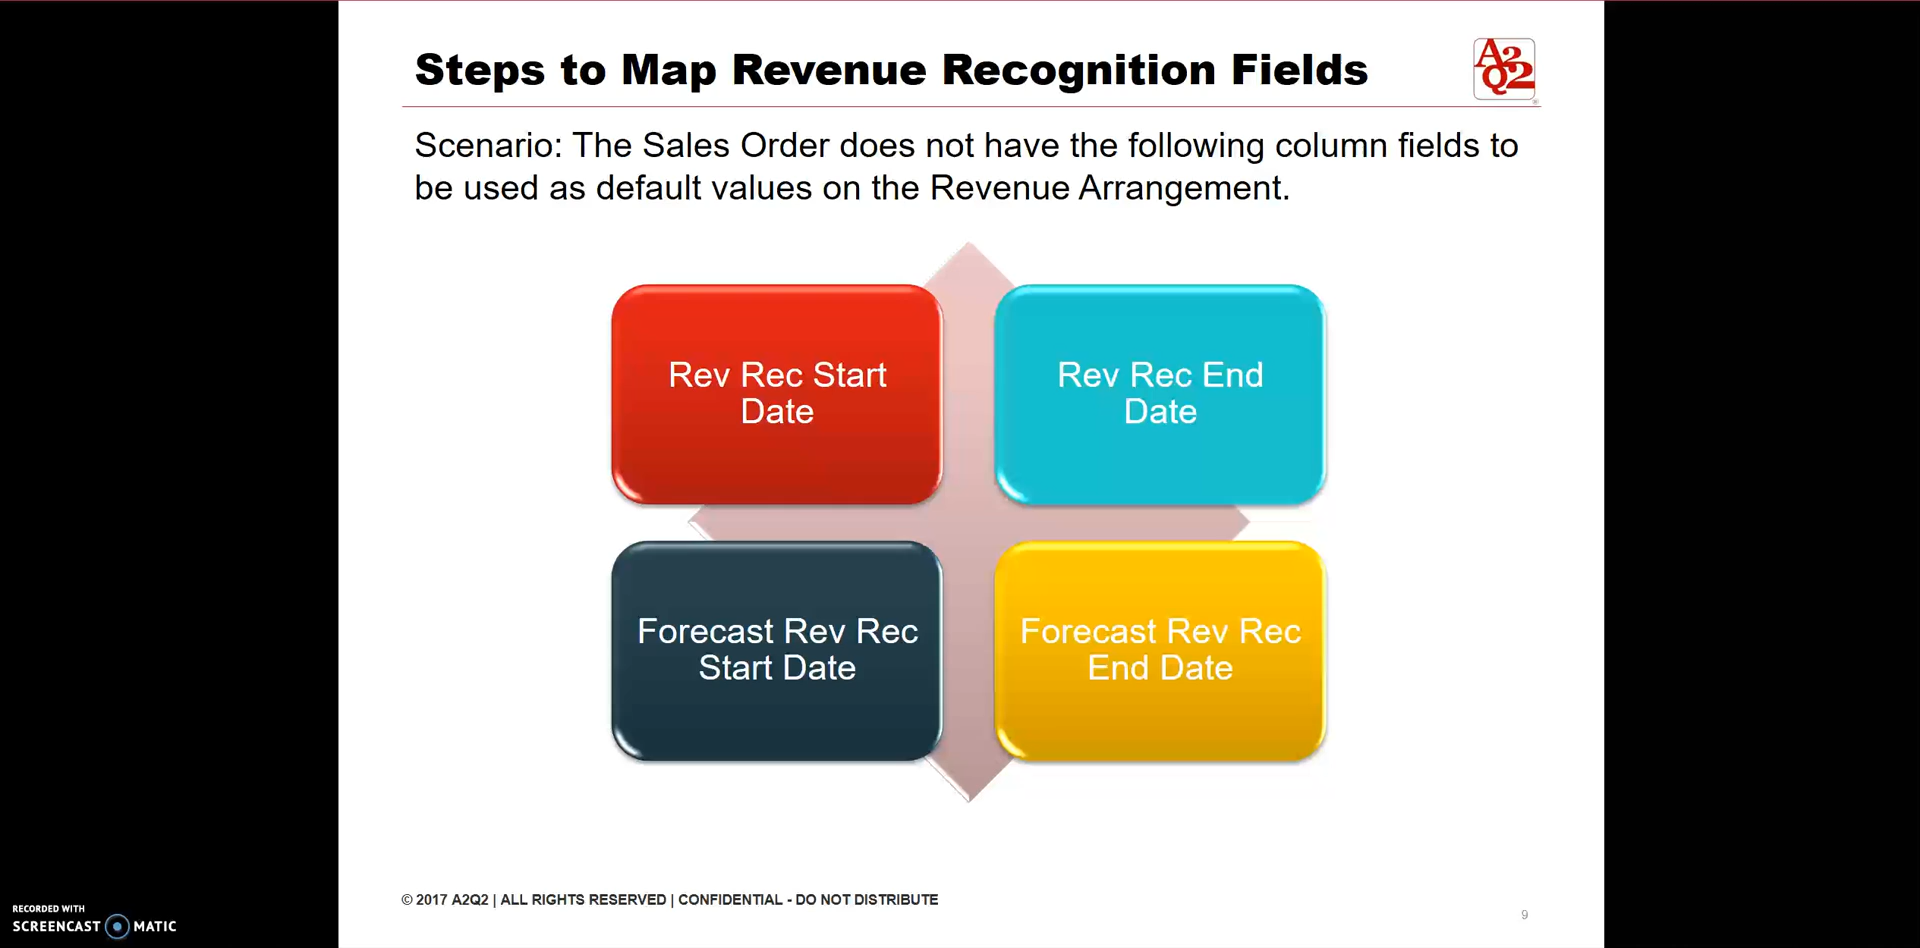 Steps to Map Revenue Recognition Fields
A2
Q2
®
Scenario: The Sales Order does not have the following column fields to
be used as default values on the Revenue Arrangement.
Rev Rec Start
Date
Rev Rec End
Date
Forecast Rev Rec
Start Date
Forecast Rev Rec
End Date
© 2017 A2Q2 | ALL RIGHTS RESERVED | CONFIDENTIAL - DO NOT DISTRIBUTE
9
RECORDED WITH
SCREENCAST MATIC